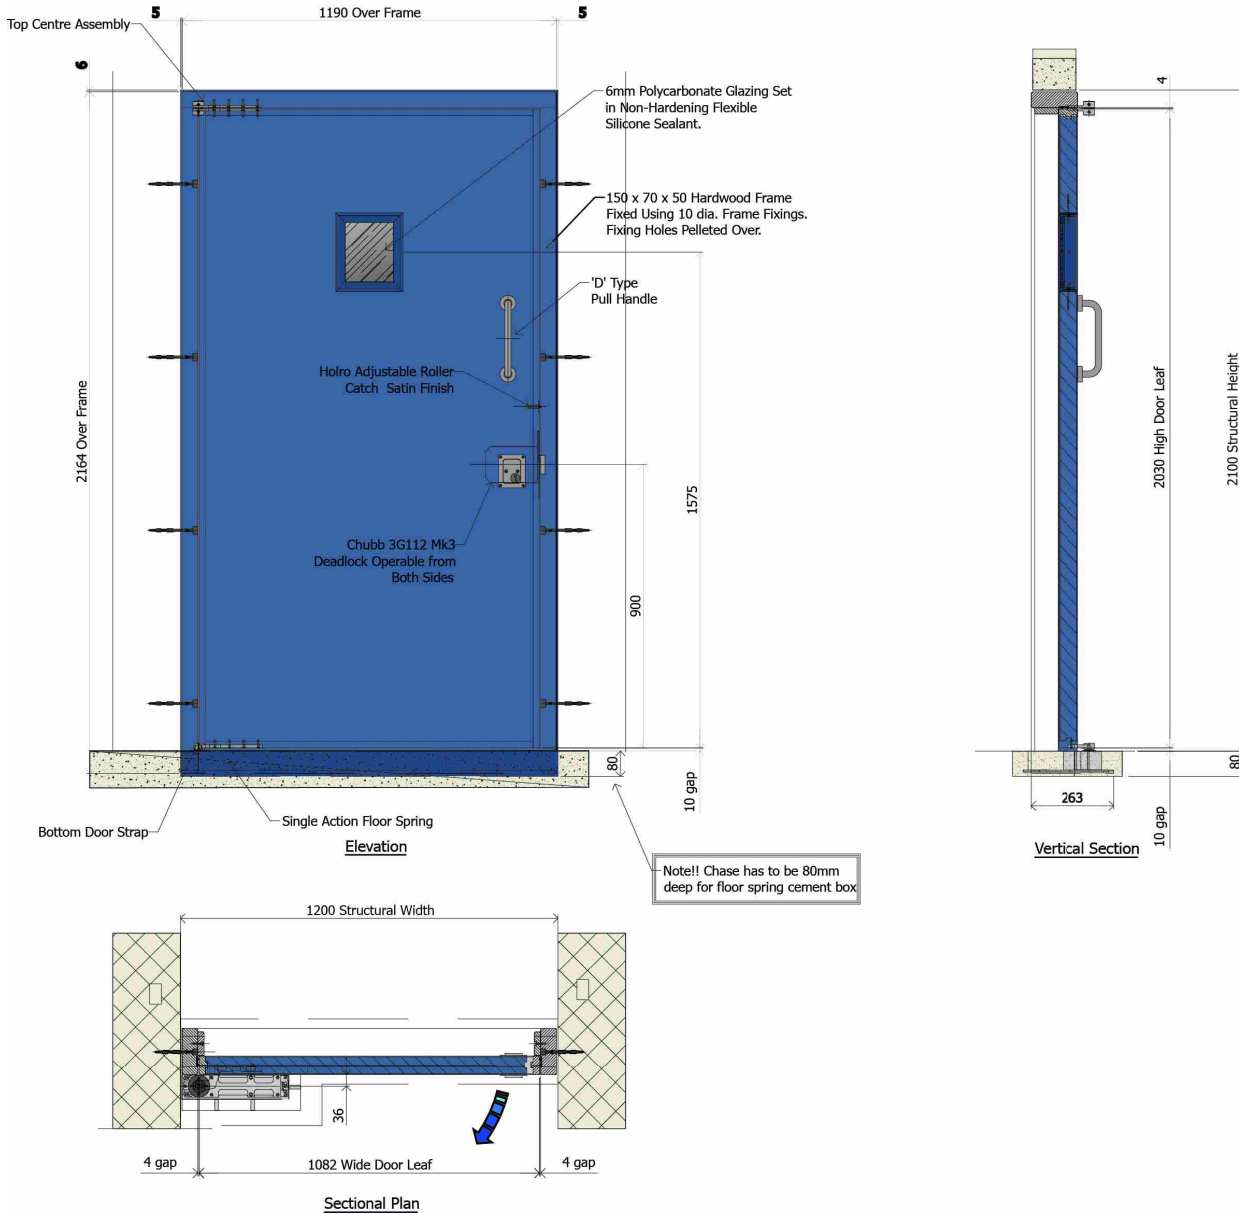 5
1190 Over Frame
5
Top Centre Assembly
6
6mm Polycarbonate Glazing Set
in Non-Hardening Flexible
Silicone Sealant.
4
150 x 70 x 50 Hardwood Frame
Fixed Using 10 dia. Frame Fixings.
Fixing Holes Pelleted Over.
'D' Type
Pull Handle
Holro Adjustable Roller
Catch Satin Finish
2164 Over Frame
2030 High Door Leaf
2100 Structural Height
1575
Chubb 3G112 Mk3
Deadlock Operable from
Both Sides
900
80
10 gap
80
263
10 gap
Bottom Door Strap
Single Action Floor Spring
Elevation
Vertical Section
Note!! Chase has to be 80mm
deep for floor spring cement box
1200 Structural Width
36
4 gap
1082 Wide Door Leaf
4 gap
Sectional Plan